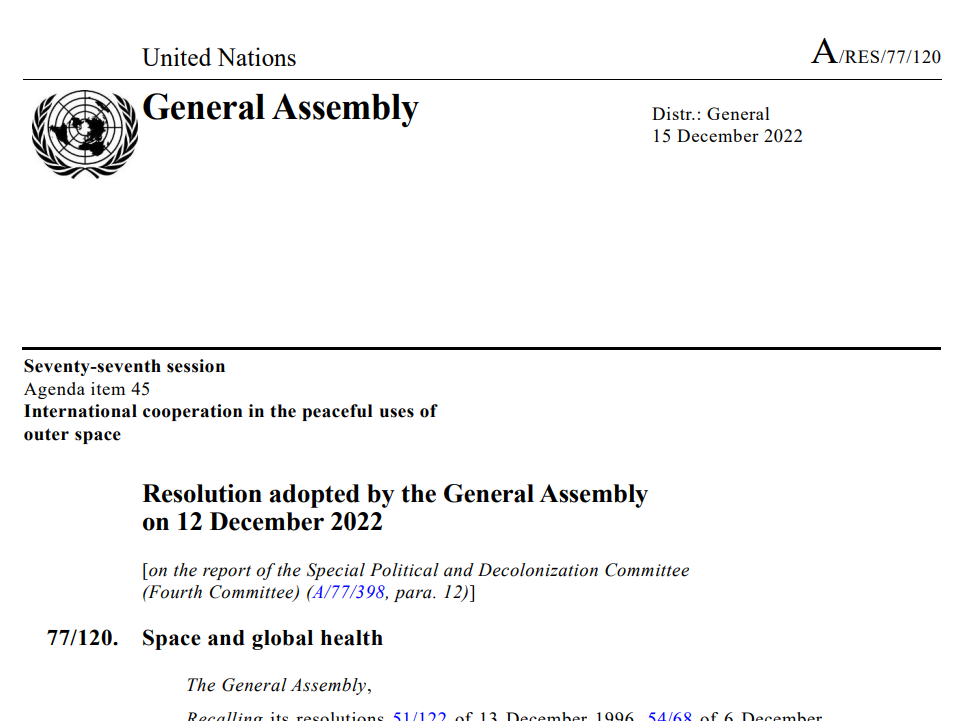 United Nations
A/RES/77/120
General Assembly
Distr.: General
15 December 2022
Seventy-seventh session
Agenda item 45
International cooperation in the peaceful uses of
outer space
Resolution adopted by the General Assembly
on 12 December 2022
[on the report of the Special Political and Decolonization Committee
(Fourth Committee) (A/77/398, para. 12)]
77/120. Space and global health
The General Assembly,
Recalling its resolutions 51/122 of 13 December 1996, 54/68 of 6 December